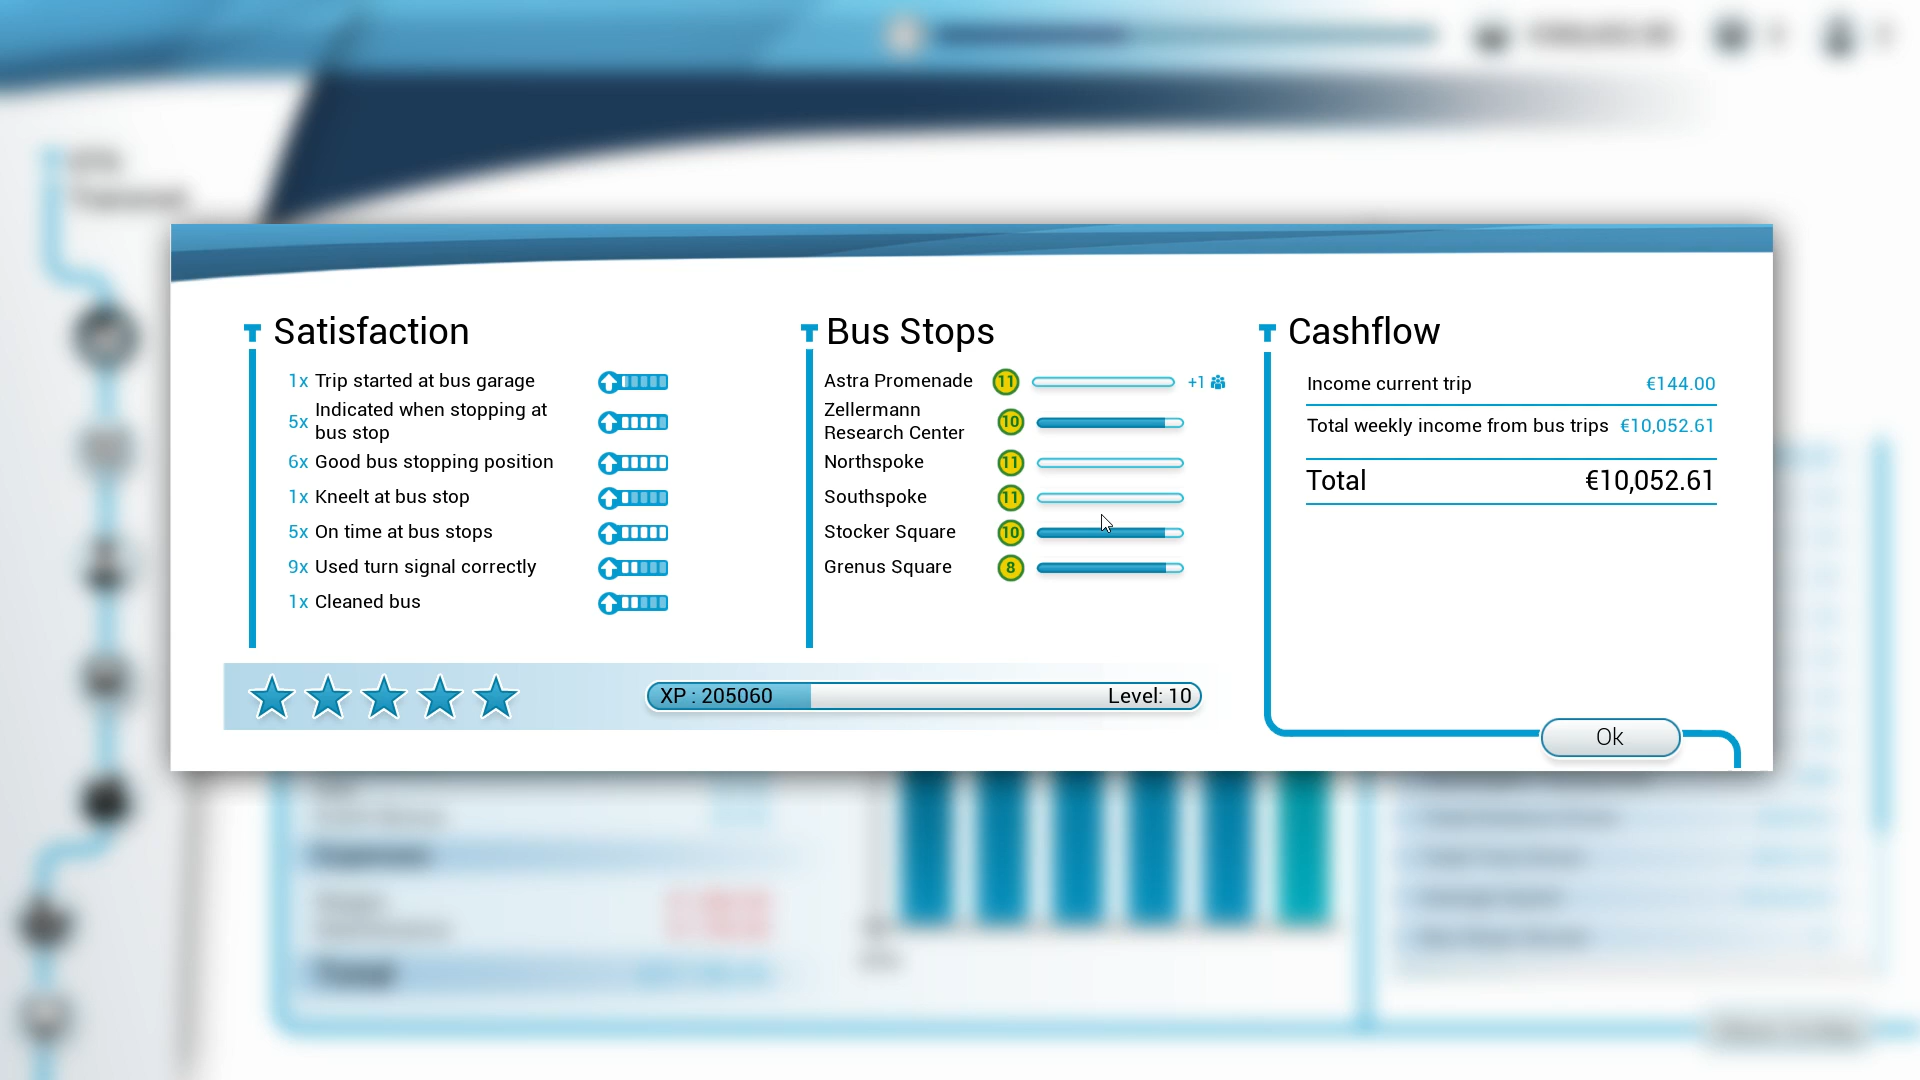 Satisfaction
1x Trip started at bus garage
5x Indicated when stopping at
bus stop
6x Good bus stopping position
1x Kneelt at bus stop
5x On time at bus stops
9x Used turn signal correctly
1x Cleaned bus
Bus Stops
Astra Promenade 11 +1
Zellermann
Research Center 10
Northspoke 11
Southspoke 11
Stocker Square 10
Grenus Square 8
XP : 205060 Level: 10
Cashflow
Income current trip €144.00
Total weekly income from bus trips €10,052.61
Total €10,052.61
Ok